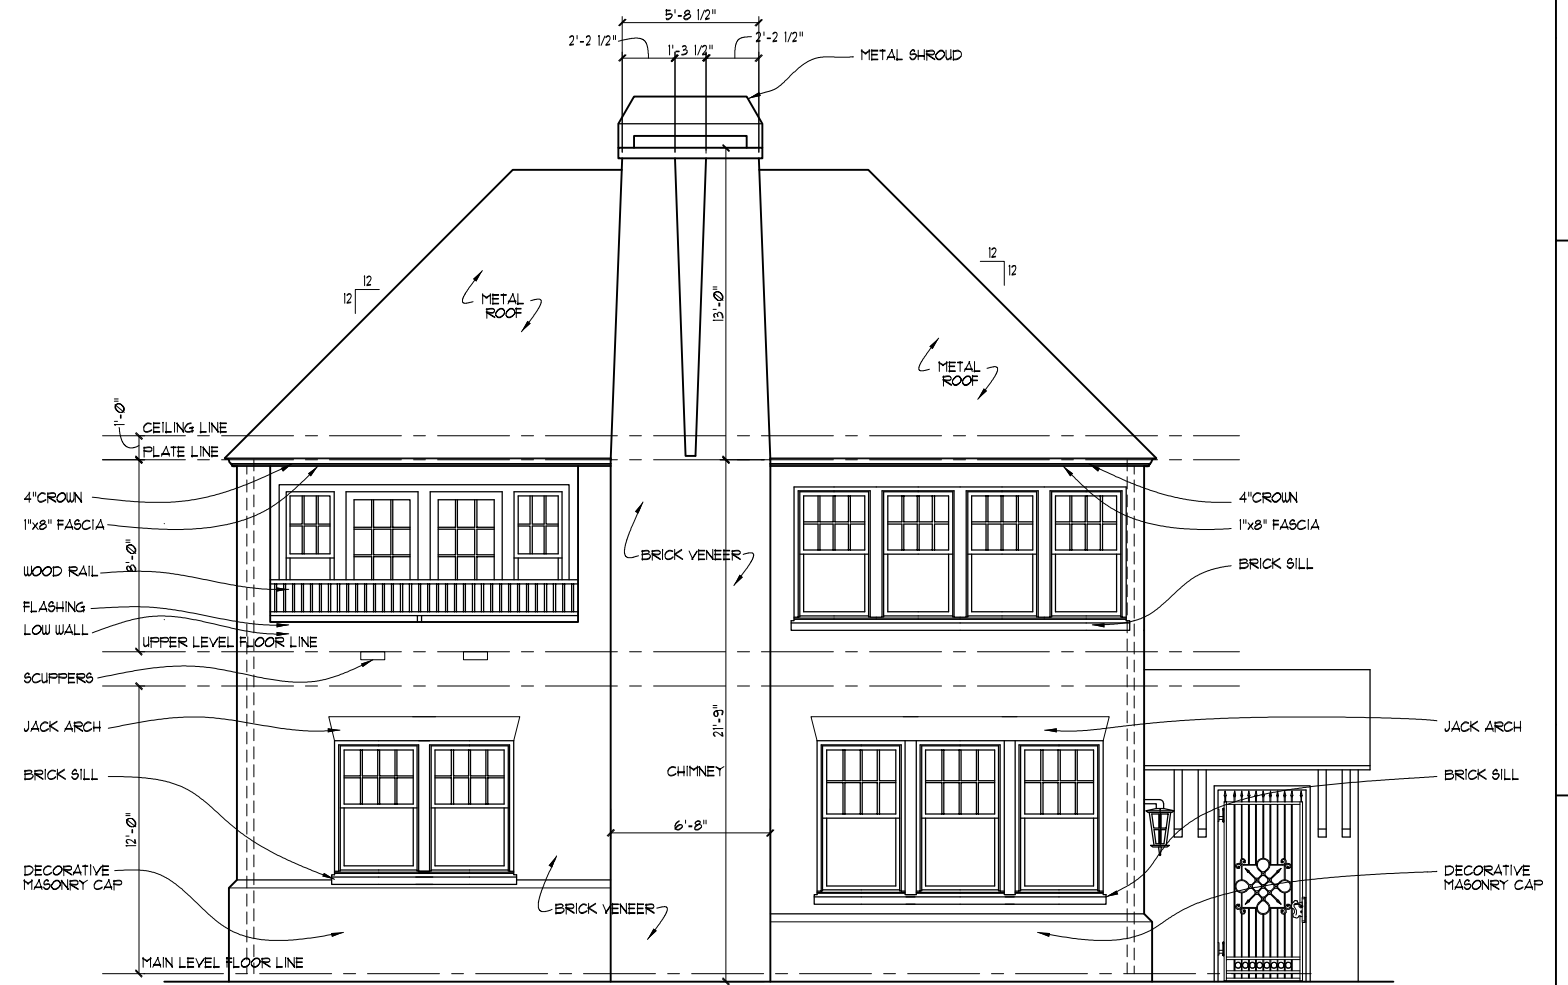 5'-8 1/2"
2'-2 1/2"
1'-3 1/2"
2'-2 1/2"
METAL SHROUD
12
12
12
12
METAL
ROOF
13'-0"
METAL
ROOF
1'-0"
CEILING LINE
PLATE LINE
4"CROWN
4"CROWN
1"x8" FASCIA
1"x8" FASCIA
8'-0"
BRICK VENEER
BRICK SILL
WOOD RAIL
FLASHING
LOW WALL
UPPER LEVEL FLOOR LINE
SCUPPERS
JACK ARCH
21'-9"
JACK ARCH
BRICK SILL
CHIMNEY
BRICK SILL
12'-0"
6'-8"
DECORATIVE
MASONRY CAP
DECORATIVE
MASONRY CAP
BRICK VENEER
MAIN LEVEL FLOOR LINE